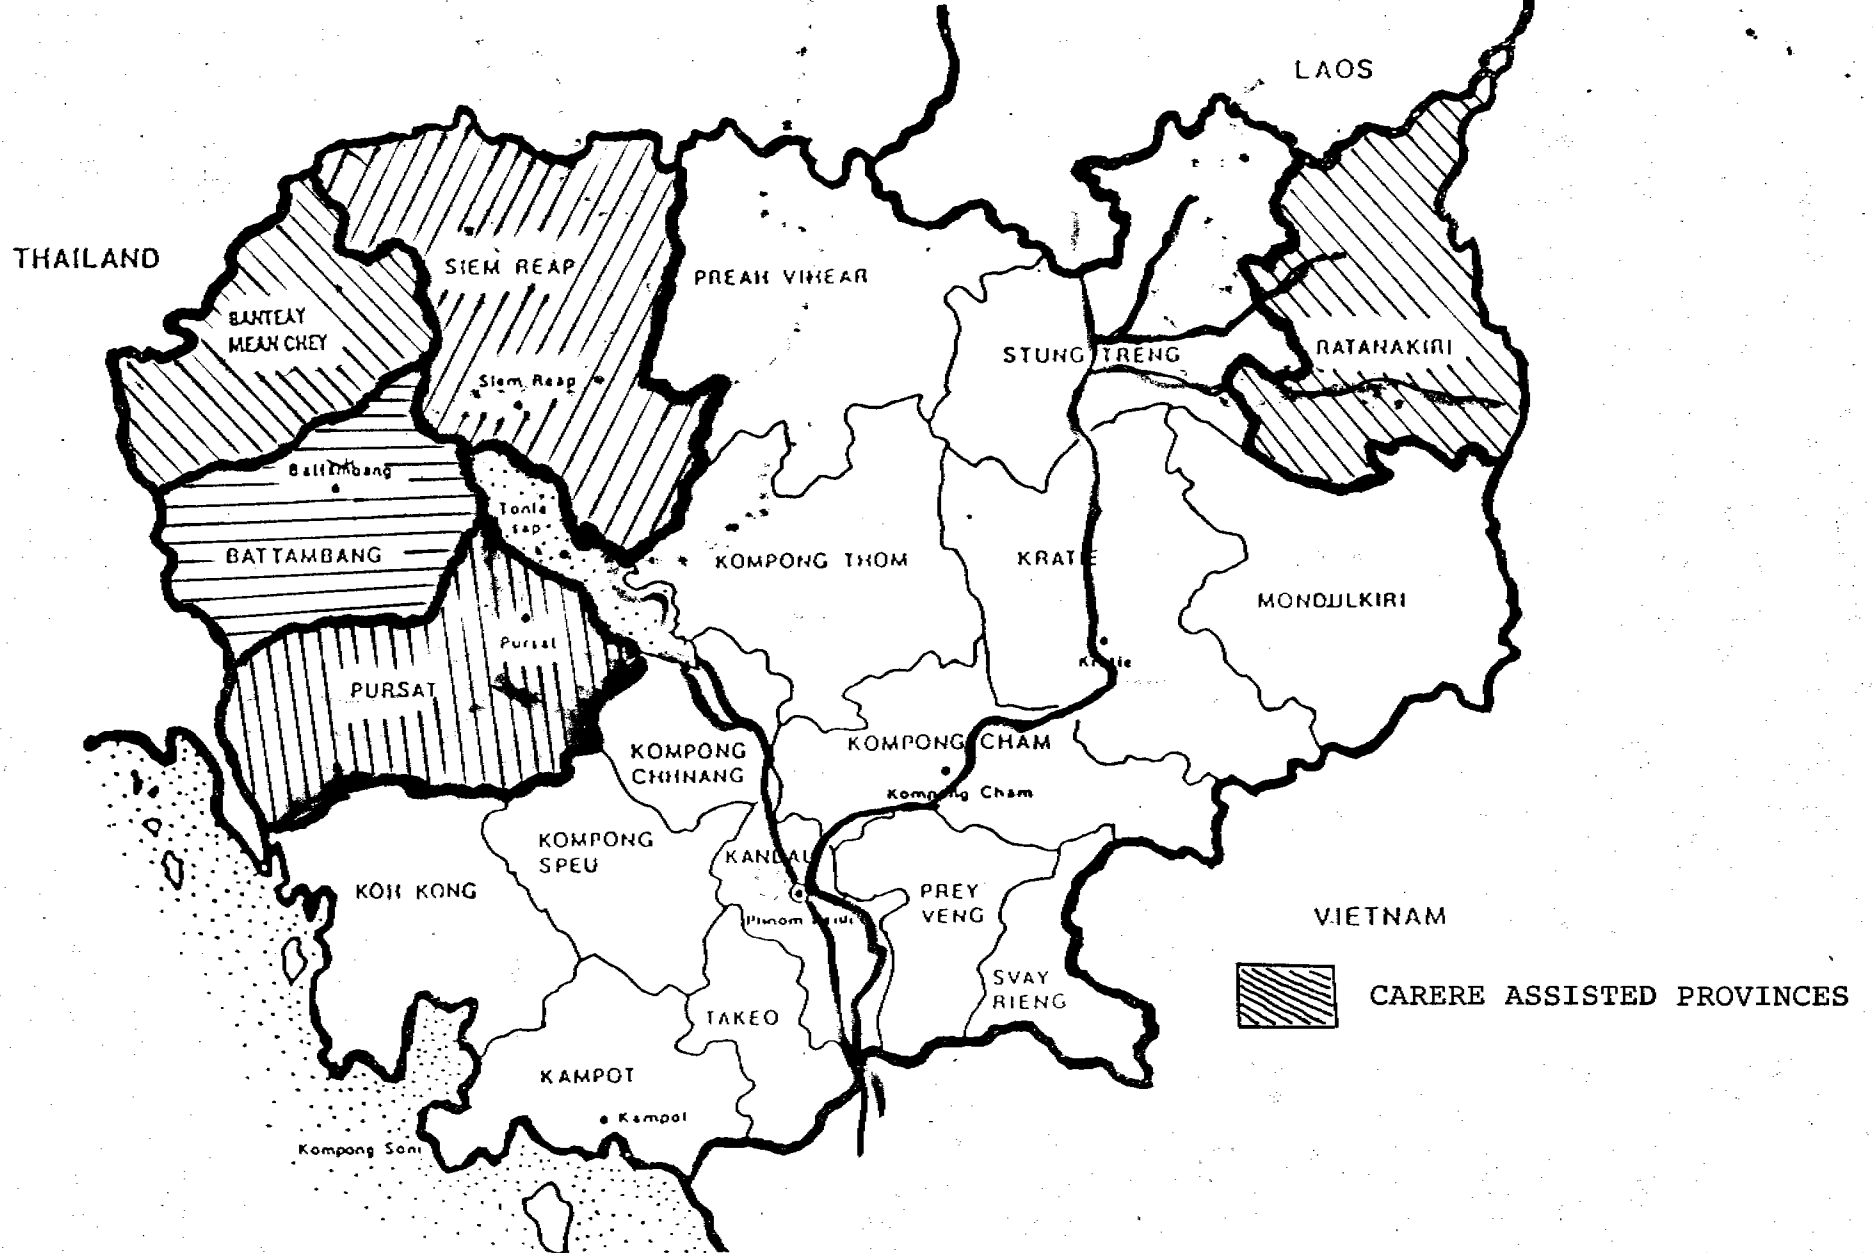 LAOS
THAILAND
SIEM REAP
PREAH VIHEAR
BANTEAY
MEAN CHEY
STUNG TRENG
RATANAKIRI
Siem Reap
Battambang
Tonle
sap
BATTAMBANG
KOMPONG THOM
KRATIE
MONDULKIRI
Pursat
Kratie
PURSAT
KOMPONG
CHHNANG
KOMPONG CHAM
Kompong Cham
KOMPONG
SPEU
KANDAL
KOH KONG
PREY
VENG
Phnom
VIETNAM
SVAY
RIENG
CARERE ASSISTED PROVINCES
TAKEO
KAMPOT
Kampot
Kompong Som